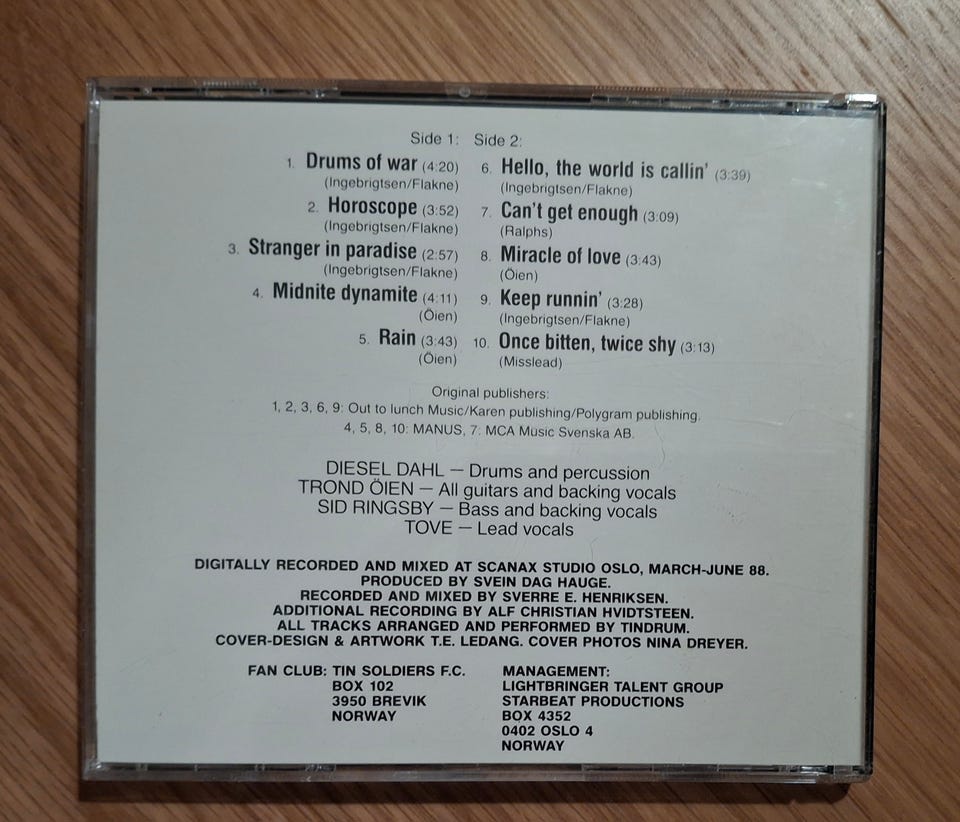 Side 1:
1. Drums of war (4:20)
(Ingebrigtsen/Flakne)
2. Horoscope (3:52)
(Ingebrigtsen/Flakne)
3. Stranger in paradise (2:57)
(Ingebrigtsen/Flakne)
4. Midnite dynamite (4:11)
(Öien)
5. Rain (3:43)
(Öien)
Side 2:
6. Hello, the world is callin' (3:39)
(Ingebrigtsen/Flakne)
7. Can't get enough (3:09)
(Ralphs)
8. Miracle of love (3:43)
(Öien)
9. Keep runnin' (3:28)
(Ingebrigtsen/Flakne)
10. Once bitten, twice shy (3:13)
(Misslead)
Original publishers:
1, 2, 3, 6, 9: Out to lunch Music/Karen publishing/Polygram publishing.
4, 5, 8, 10: MANUS, 7: MCA Music Svenska AB.
DIESEL DAHL — Drums and percussion
TROND ÖIEN — All guitars and backing vocals
SID RINGSBY — Bass and backing vocals
TOVE — Lead vocals
DIGITALLY RECORDED AND MIXED AT SCANAX STUDIO OSLO, MARCH-JUNE 88.
PRODUCED BY SVEIN DAG HAUGE.
RECORDED AND MIXED BY SVERRE E. HENRIKSEN.
ADDITIONAL RECORDING BY ALF CHRISTIAN HVIDTSTEEN.
ALL TRACKS ARRANGED AND PERFORMED BY TINDRUM.
COVER-DESIGN & ARTWORK T.E. LEDANG. COVER PHOTOS NINA DREYER.
FAN CLUB: TIN SOLDIERS F.C.
BOX 102
3950 BREVIK
NORWAY
MANAGEMENT:
LIGHTBRINGER TALENT GROUP
STARBEAT PRODUCTIONS
BOX 4352
0402 OSLO 4
NORWAY